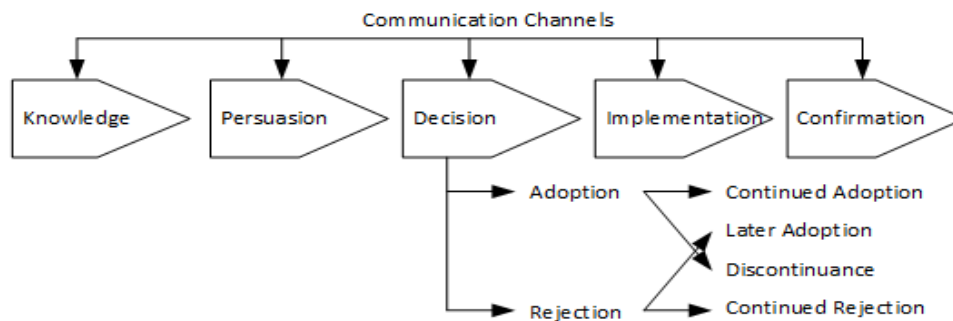 Communication Channels
Knowledge
Persuasion
Decision
Implementation
Confirmation
Adoption
Continued Adoption
Later Adoption
Discontinuance
Rejection
Continued Rejection